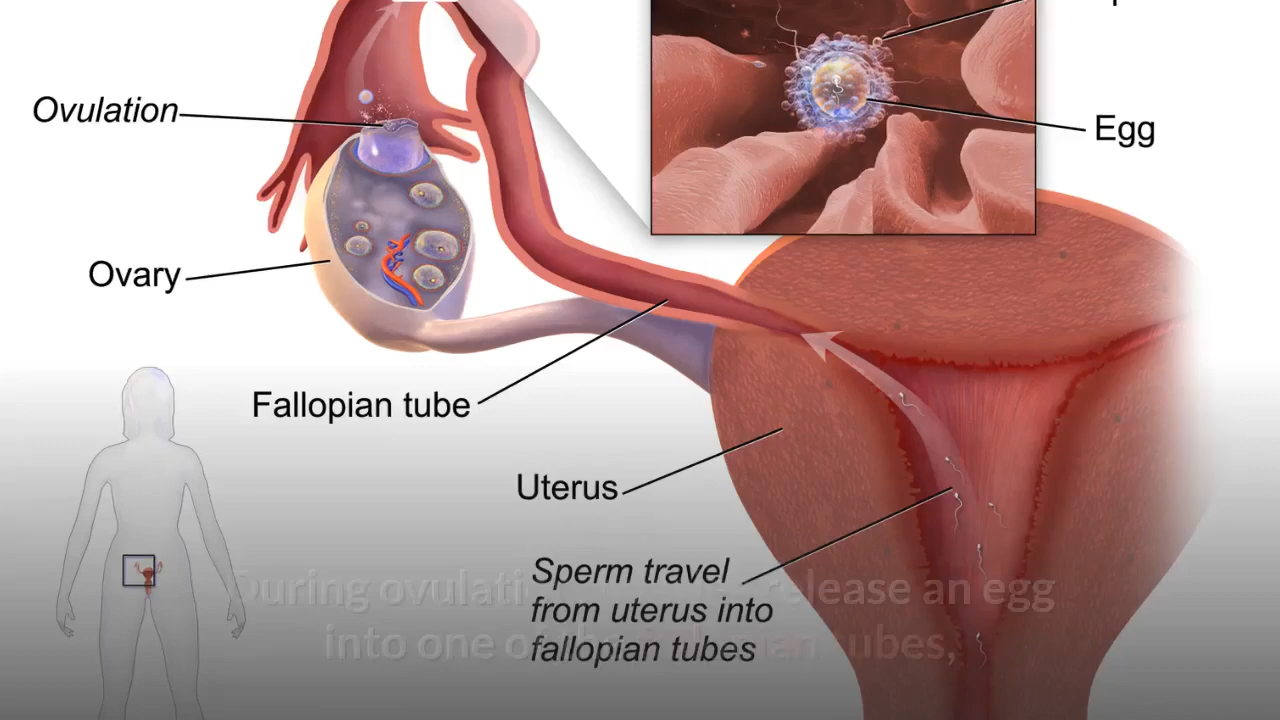 Ovulation
Egg
Ovary
Fallopian tube
Uterus
Sperm travel
from uterus into
fallopian tubes
During ovulation release an egg
into one tubes,